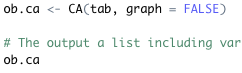 ob.ca <- CA(tab, graph = FALSE)
# The output a list including var
ob.ca